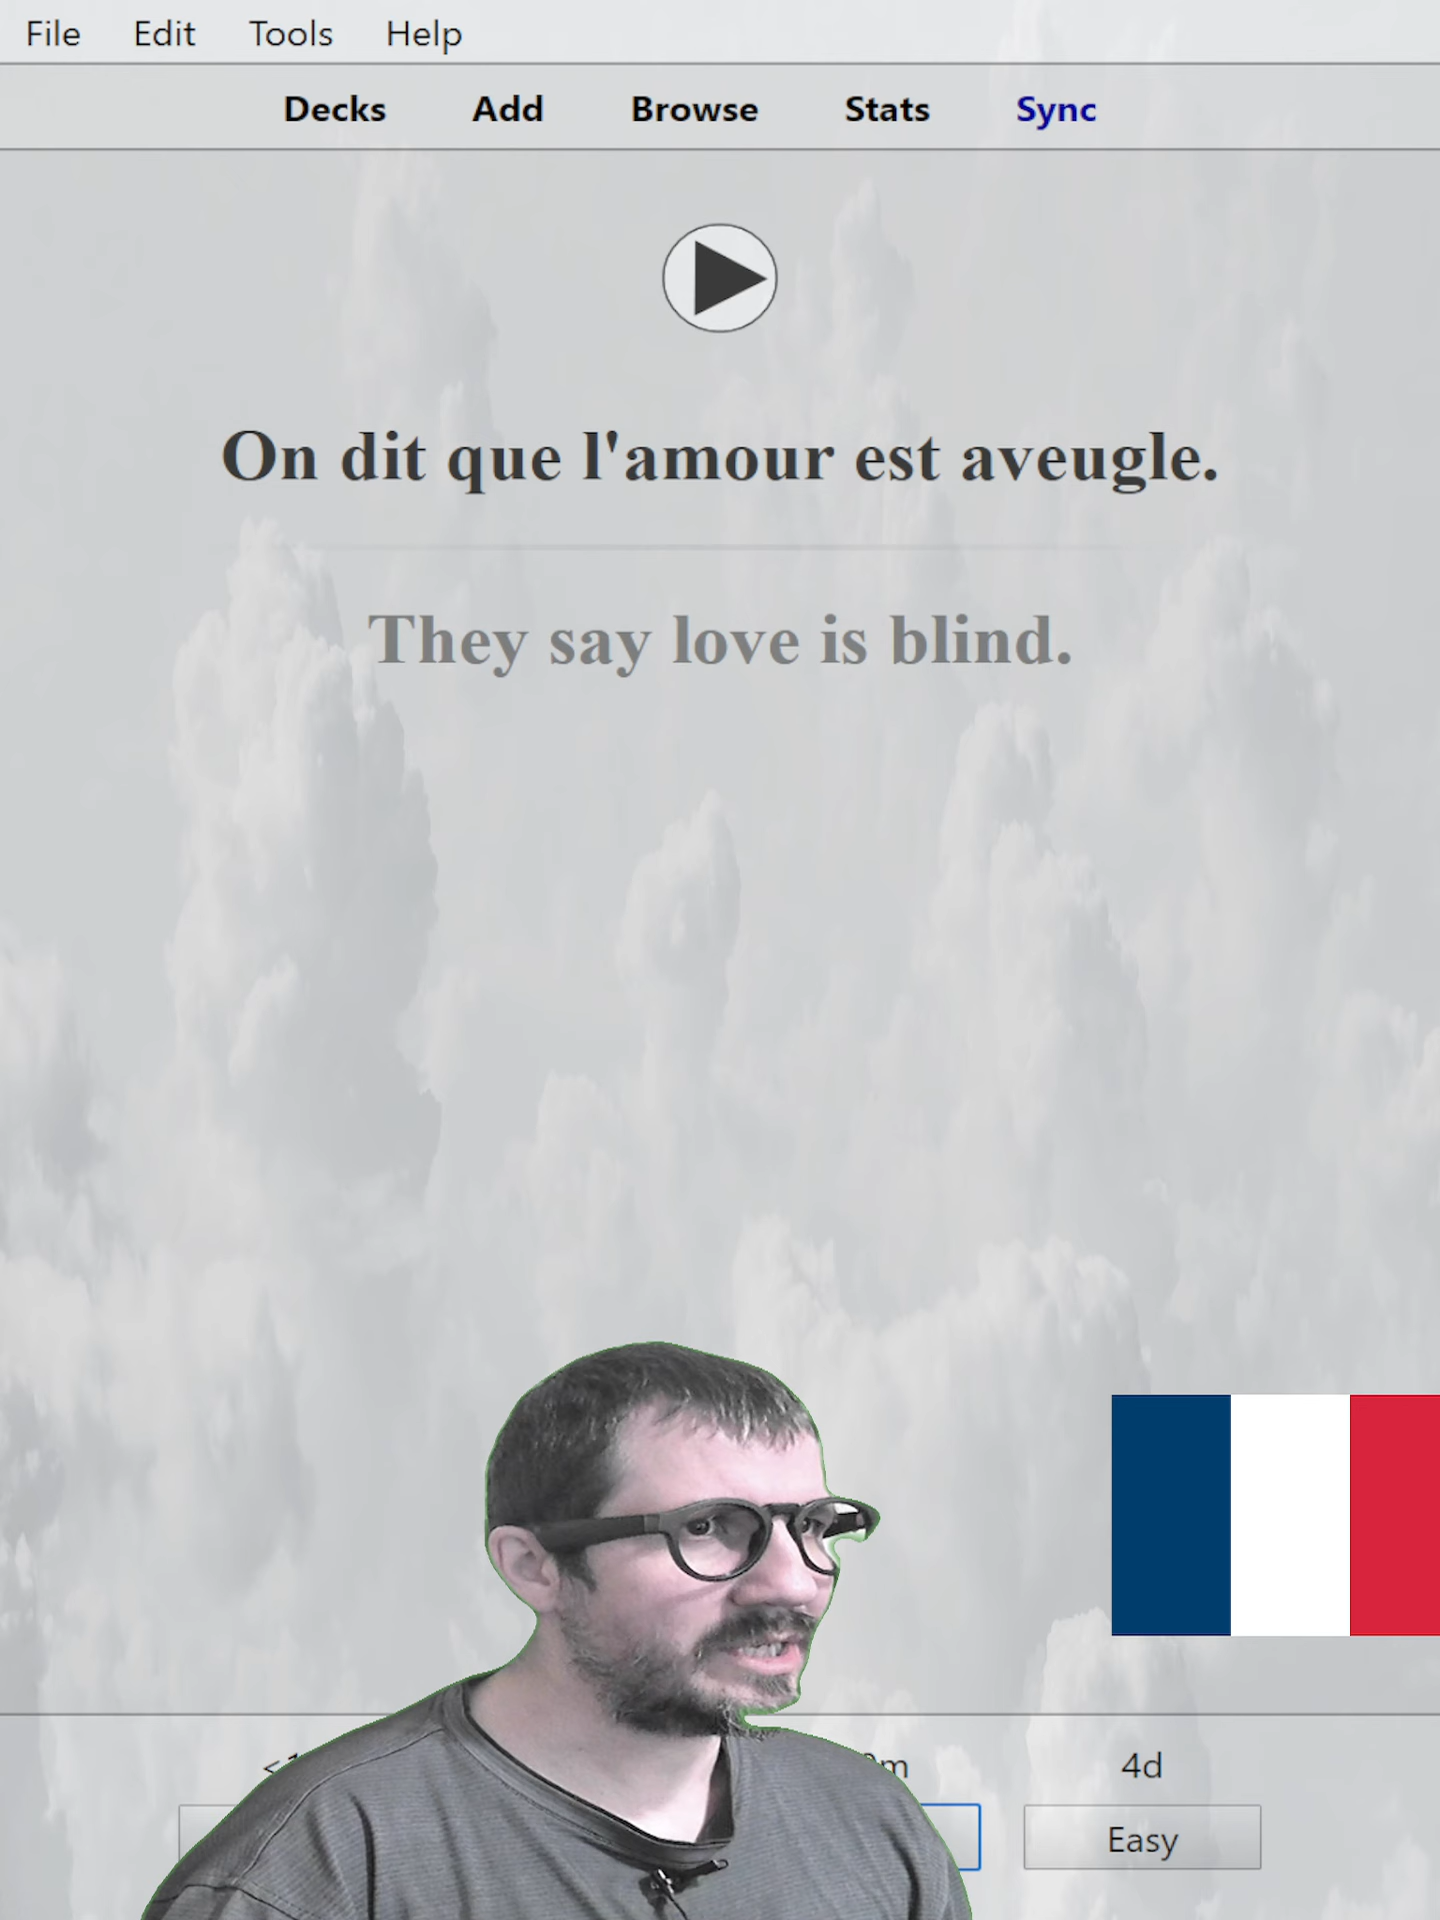 File Edit Tools Help
Decks Add Browse Stats Sync
On dit que l'amour est aveugle.
They say love is blind.
4d
Easy